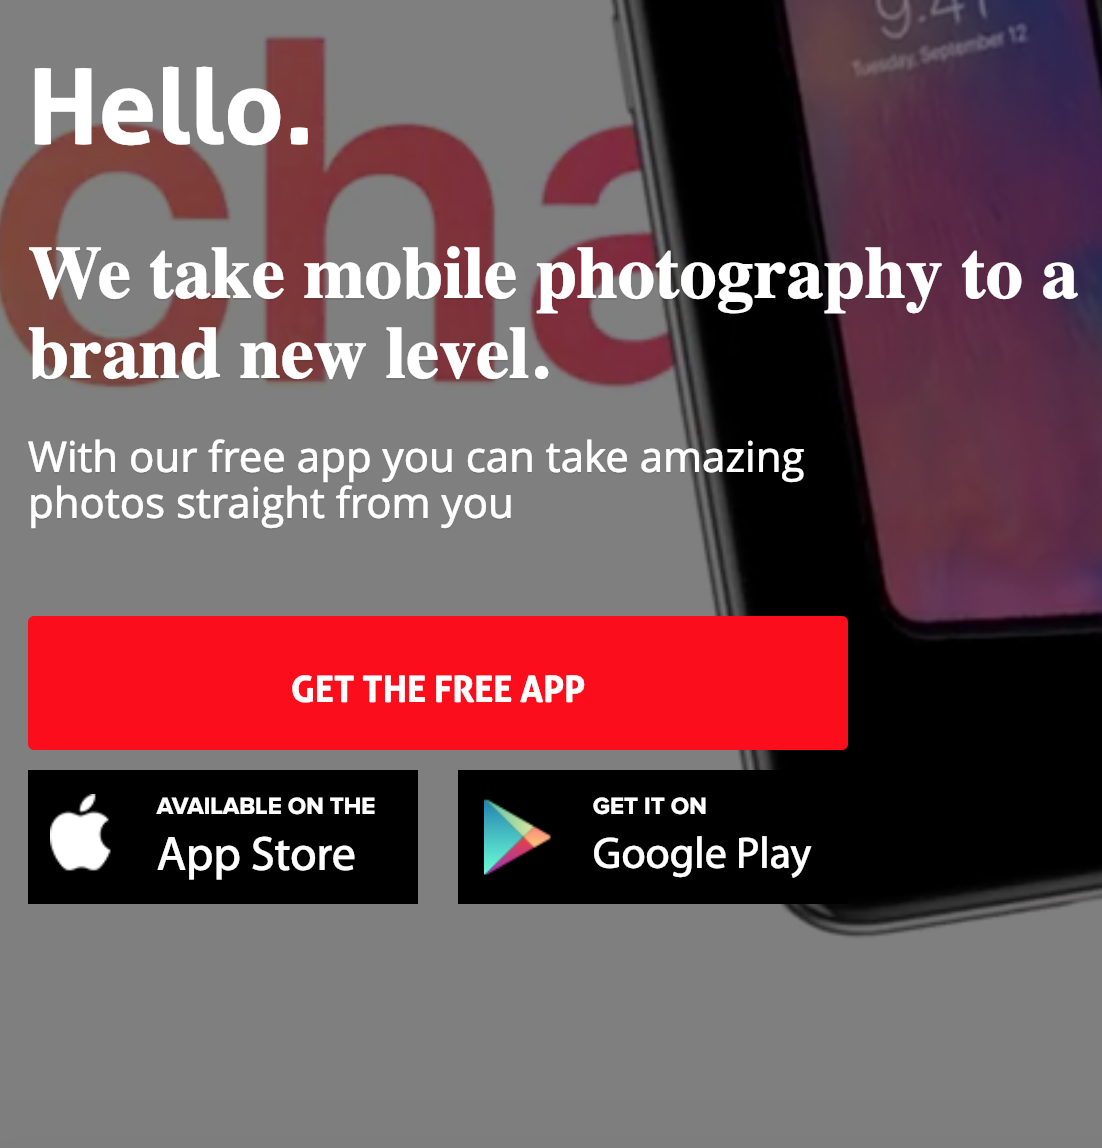 9:41
Tuesday, September 12
Hello.
cha
We take mobile photography to a
brand new level.
With our free app you can take amazing
photos straight from you
GET THE FREE APP
AVAILABLE ON THE
App Store
GET IT ON
Google Play